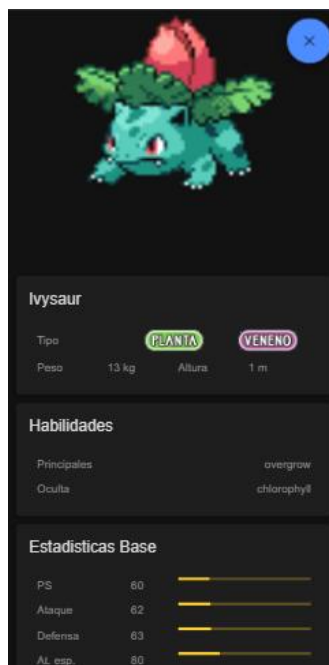 Ivysaur
Tipo PLANTA VENENO
Peso 13 kg Altura 1 m
Habilidades
Principales overgrow
Oculta chlorophyll
Estadisticas Base
PS 60
Ataque 62
Defensa 63
At. esp. 80